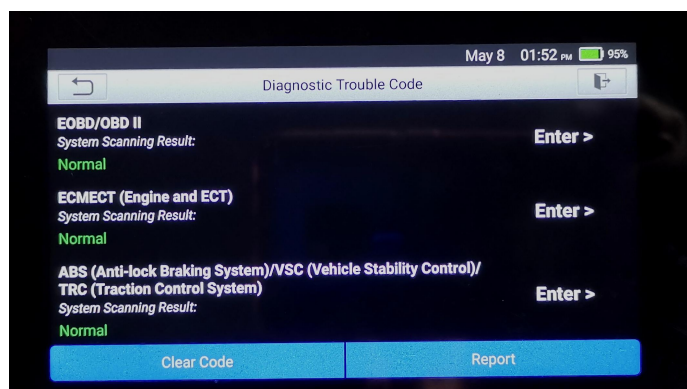 May 8 01:52 PM 95%
Diagnostic Trouble Code
EOBD/OBD II
System Scanning Result:
Enter >
Normal
ECMECT (Engine and ECT)
System Scanning Result:
Enter >
Normal
ABS (Anti-lock Braking System)/VSC (Vehicle Stability Control)/
TRC (Traction Control System)
System Scanning Result:
Enter >
Normal
Clear Code
Report